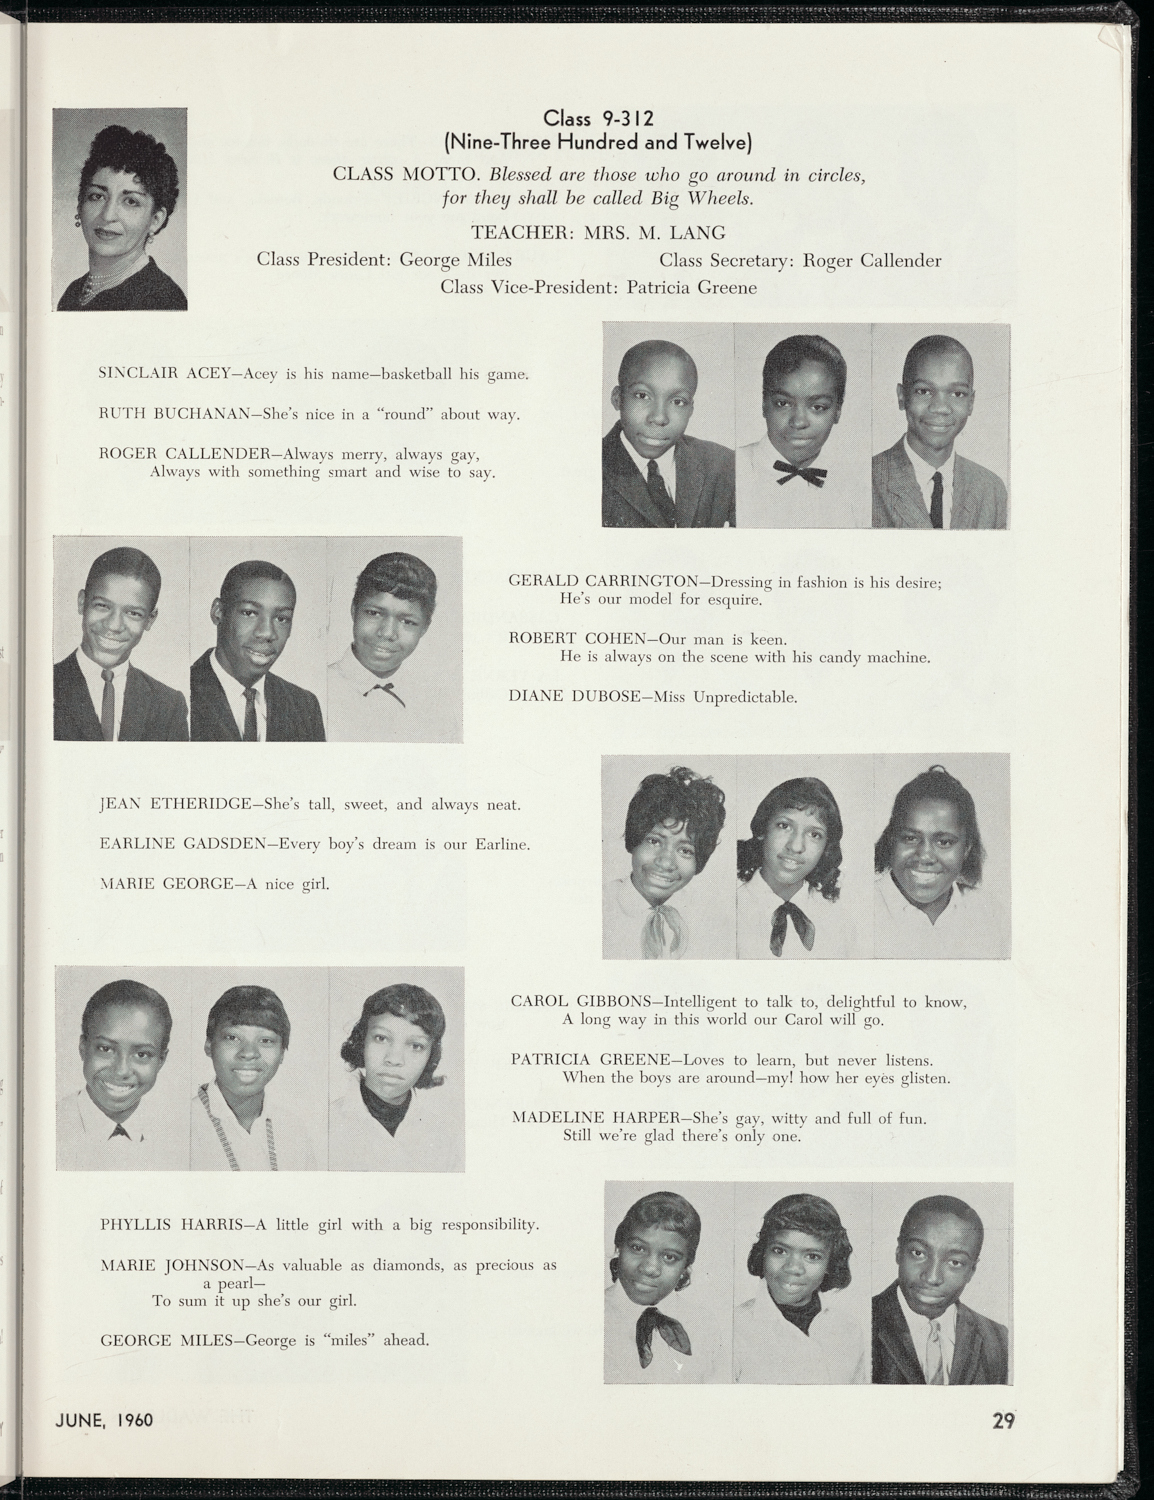 Class 9-312
(Nine-Three Hundred and Twelve)
CLASS MOTTO. Blessed are those who go around in circles,
for they shall be called Big Wheels.
TEACHER: MRS. M. LANG
Class President: George Miles Class Secretary: Roger Callender
Class Vice-President: Patricia Greene
SINCLAIR ACEY—Acey is his name—basketball his game.
RUTH BUCHANAN—She's nice in a “round” about way.
ROGER CALLENDER—Always merry, always gay,
Always with something smart and wise to say.
GERALD CARRINGTON—Dressing in fashion is his desire;
He's our model for esquire.
ROBERT COHEN—Our man is keen.
He is always on the scene with his candy machine.
DIANE DUBOSE—Miss Unpredictable.
JEAN ETHERIDGE—She's tall, sweet, and always neat.
EARLINE GADSDEN—Every boy's dream is our Earline.
MARIE GEORGE—A nice girl.
CAROL GIBBONS—Intelligent to talk to, delightful to know,
A long way in this world our Carol will go.
PATRICIA GREENE—Loves to learn, but never listens.
When the boys are around—my! how her eyes glisten.
MADELINE HARPER—She's gay, witty and full of fun.
Still we're glad there's only one.
PHYLLIS HARRIS—A little girl with a big responsibility.
MARIE JOHNSON—As valuable as diamonds, as precious as
a pearl—
To sum it up she's our girl.
GEORGE MILES—George is “miles” ahead.
JUNE, 1960
29